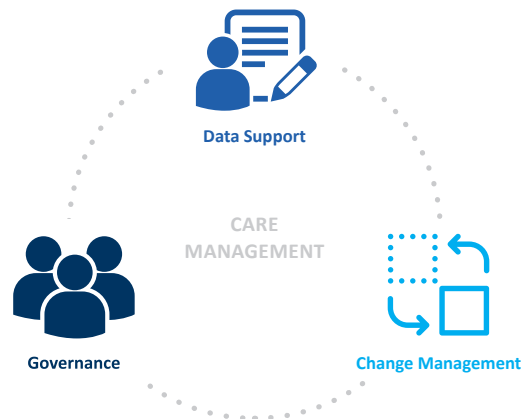 Data Support
CARE
MANAGEMENT
Governance
Change Management